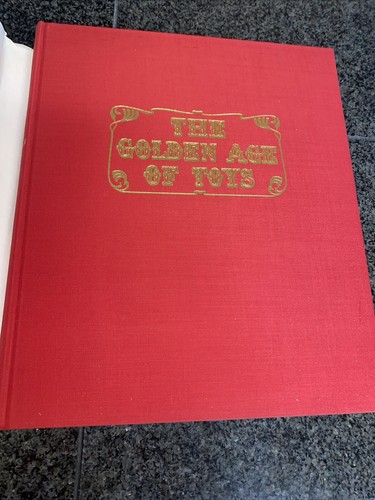 THE
GOLDEN AGE
OF TOYS